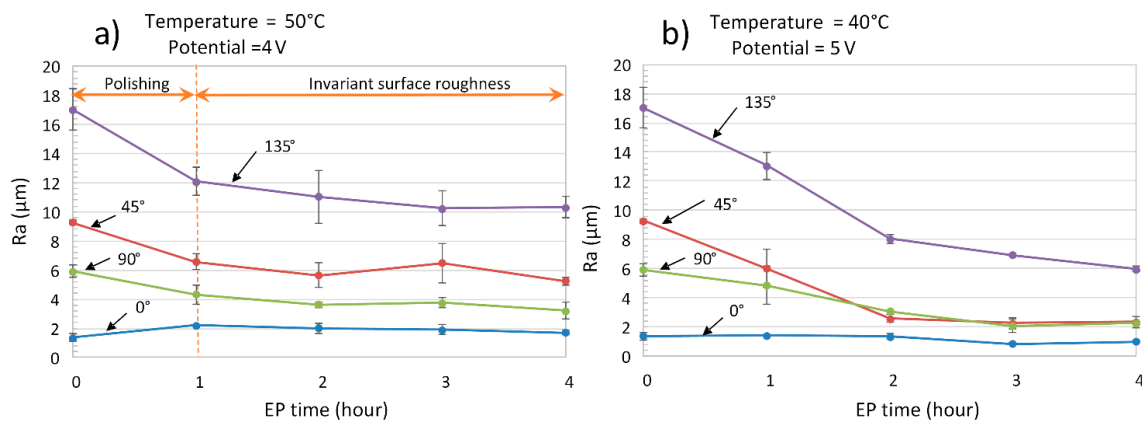 a)
Temperature = 50°C
Potential =4 V
20
18
16
14
12
10
8
6
4
2
0
Ra (µm)
Polishing
Invariant surface roughness
135°
45°
90°
0°
0 1 2 3 4
EP time (hour)
b)
Temperature = 40°C
Potential = 5 V
20
18
16
14
12
10
8
6
4
2
0
Ra (µm)
135°
45°
90°
0°
0 1 2 3 4
EP time (hour)